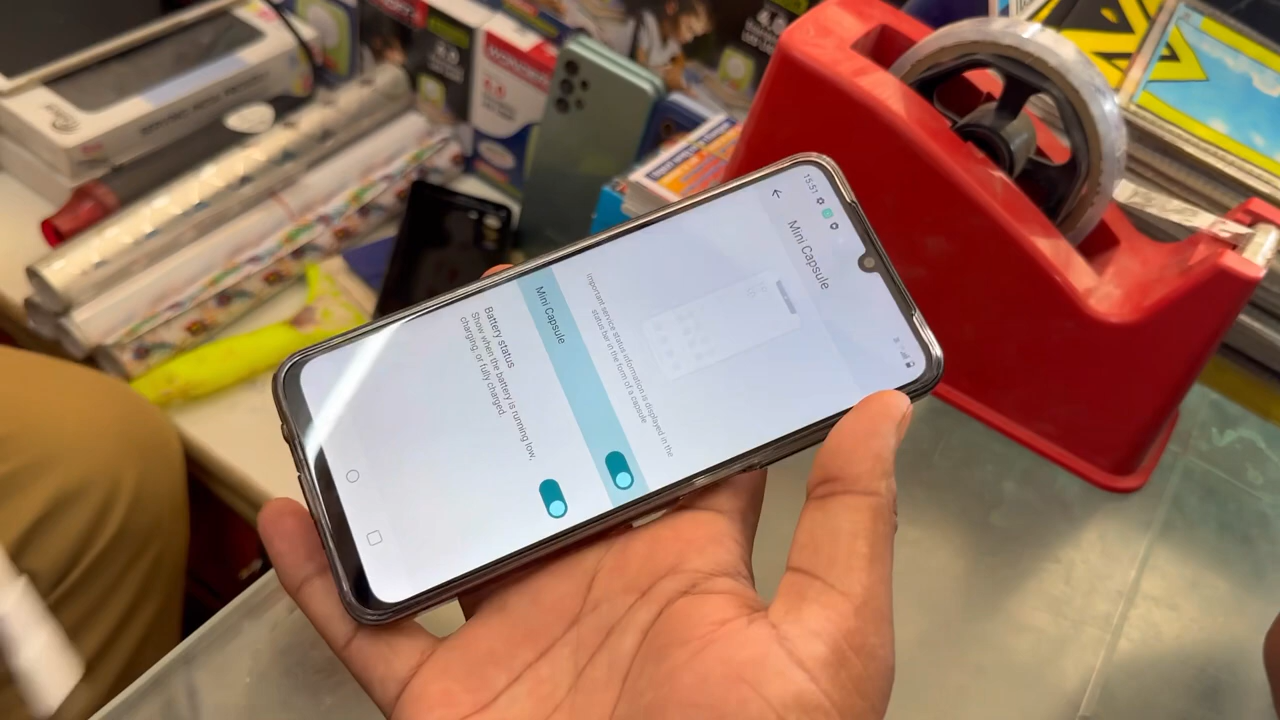 15:51
Mini Capsule
Important service status information is displayed in the
status bar in the form of a capsule
Mini Capsule
Battery status
Show when the battery is running low,
charging, or fully charged